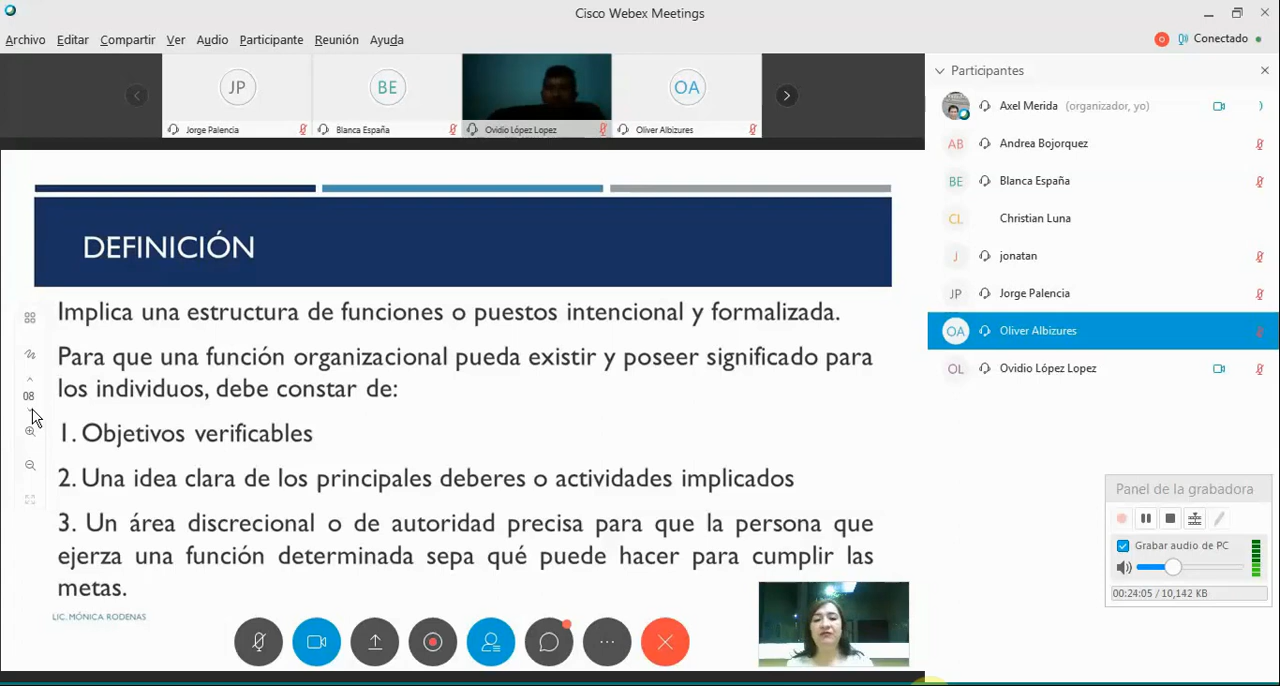 Cisco Webex Meetings
Archivo Editar Compartir Ver Audio Participante Reunión Ayuda
Conectado
JP
BE
OA
Jorge Palencia
Blanca España
Ovidio López Lopez
Oliver Albizures
Participantes
Axel Merida (organizador, yo)
AB Andrea Bojorquez
BE Blanca España
CL Christian Luna
J jonatan
JP Jorge Palencia
OA Oliver Albizures
OL Ovidio López Lopez
DEFINICIÓN
Implica una estructura de funciones o puestos intencional y formalizada.
Para que una función organizacional pueda existir y poseer significado para
los individuos, debe constar de:
1. Objetivos verificables
2. Una idea clara de los principales deberes o actividades implicados
3. Un área discrecional o de autoridad precisa para que la persona que
ejerza una función determinada sepa qué puede hacer para cumplir las
metas.
LIC. MÓNICA RODENAS
08
Panel de la grabadora
Grabar audio de PC
00:24:05 / 10,142 KB